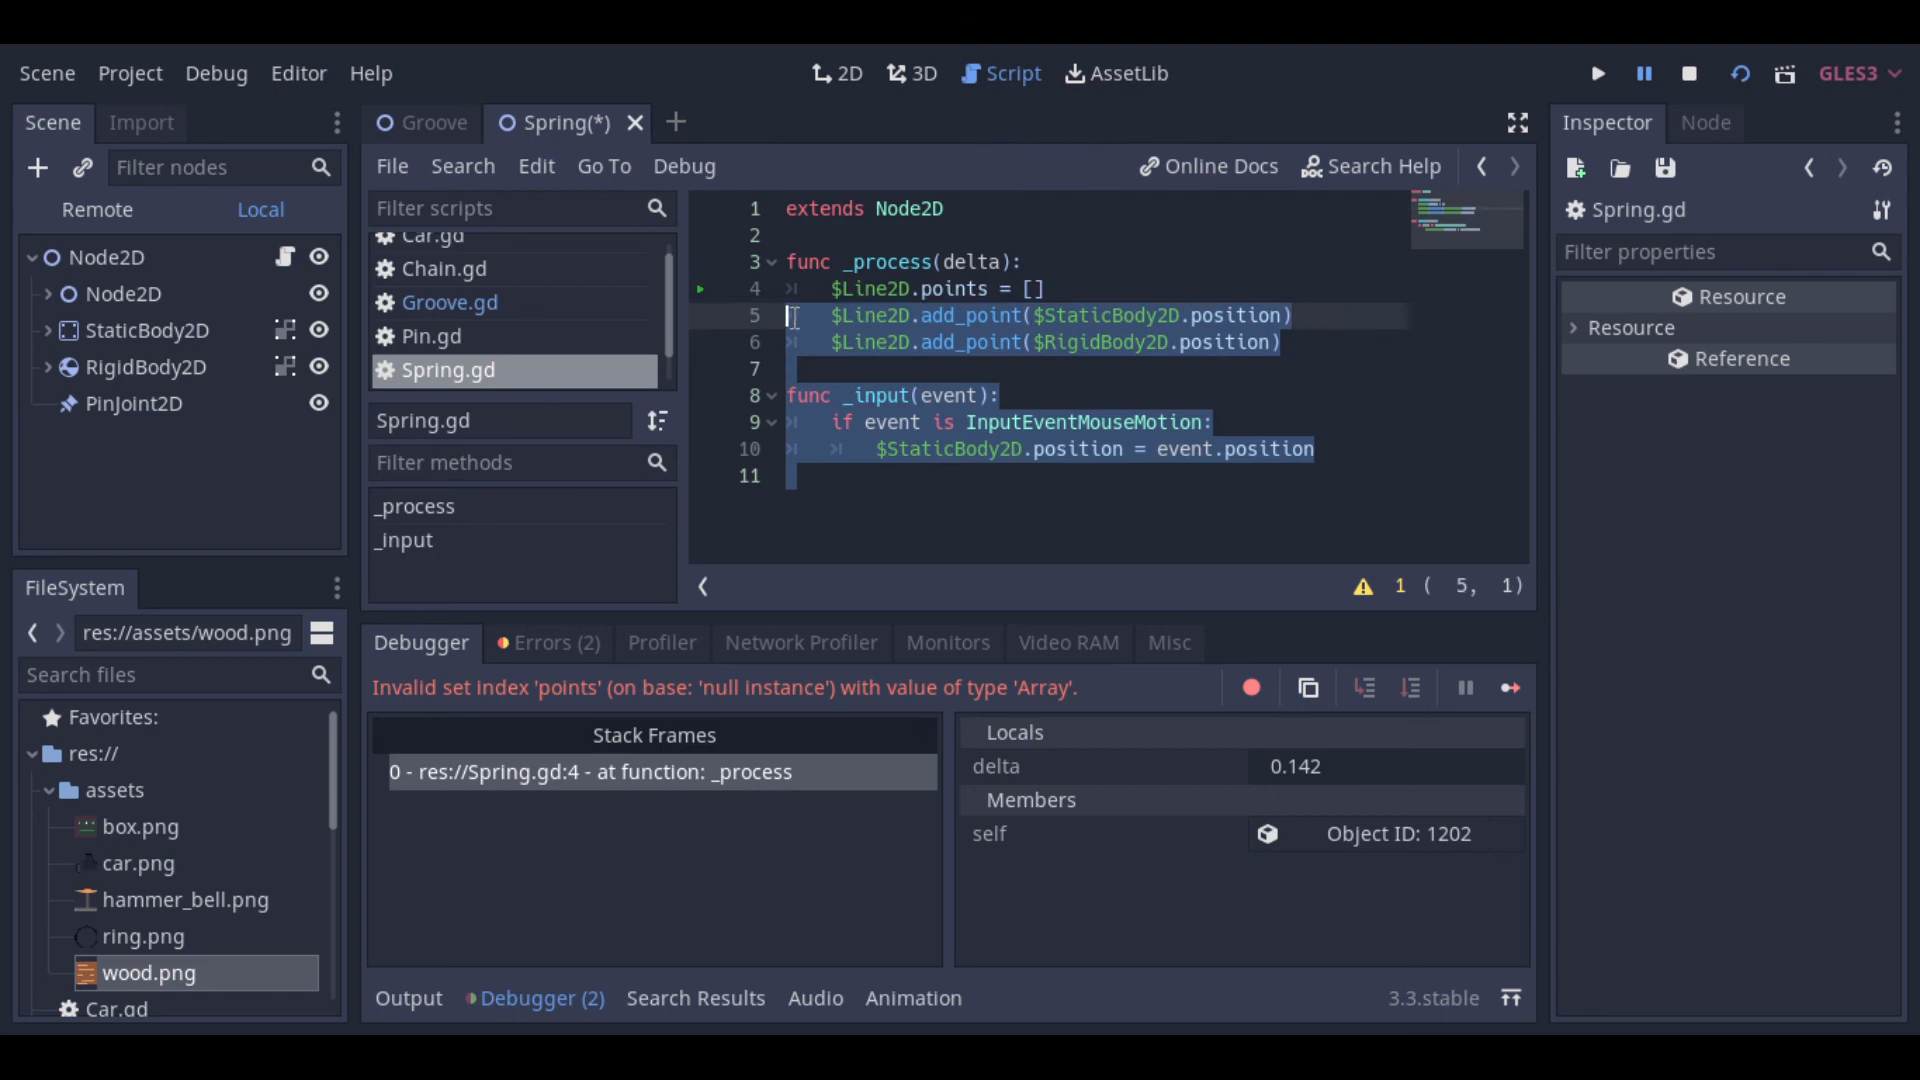 Scene Project Debug Editor Help
2D 3D Script AssetLib
GLES3
Scene Import
Filter nodes
Remote Local
Node2D
Node2D
StaticBody2D
RigidBody2D
PinJoint2D
FileSystem
res://assets/wood.png
Search files
Favorites:
res://
assets
box.png
car.png
hammer_bell.png
ring.png
wood.png
Car.gd
Groove Spring(*)
File Search Edit Go To Debug
Online Docs Search Help
Filter scripts
Car.gd
Chain.gd
Groove.gd
Pin.gd
Spring.gd
Spring.gd
Filter methods
_process
_input
1 extends Node2D
2
3 func _process(delta):
4 $Line2D.points = []
5 $Line2D.add_point($StaticBody2D.position)
6 $Line2D.add_point($RigidBody2D.position)
7
8 func _input(event):
9 if event is InputEventMouseMotion:
10 $StaticBody2D.position = event.position
11
1 ( 5, 1)
Debugger Errors (2) Profiler Network Profiler Monitors Video RAM Misc
Invalid set index 'points' (on base: 'null instance') with value of type 'Array'.
Stack Frames
0 - res://Spring.gd:4 - at function: _process
Locals
delta 0.142
Members
self Object ID: 1202
Output Debugger (2) Search Results Audio Animation
3.3.stable
Inspector Node
Spring.gd
Filter properties
Resource
Resource
Reference